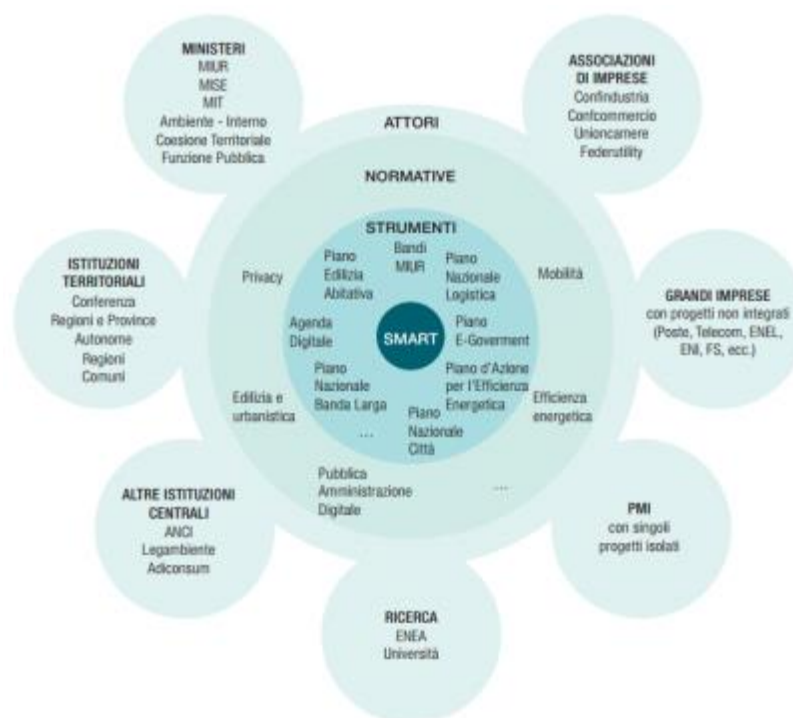 MINISTERI
MIUR
MISE
MIT
Ambiente - Interno
Coesione Territoriale
Funzione Pubblica
ASSOCIAZIONI
DI IMPRESE
Confindustria
Confcommercio
Unioncamere
Federutility
ATTORI
NORMATIVE
STRUMENTI
Privacy
Piano
Edilizia
Abitativa
Bandi
MIUR
Piano
Nazionale
Logistica
Mobilità
ISTITUZIONI
TERRITORIALI
Conferenza
Regioni e Province
Autonome
Regioni
Comuni
Agenda
Digitale
SMART
Piano
E-Goverment
GRANDI IMPRESE
con progetti non integrati
(Poste, Telecom, ENEL,
ENI, FS, ecc.)
Edilizia e
urbanistica
Piano
Nazionale
Banda Larga
...
Piano
Nazionale
Città
Piano d'Azione
per l'Efficienza
Energetica
Efficienza
energetica
Pubblica
Amministrazione
Digitale
...
ALTRE ISTITUZIONI
CENTRALI
ANCI
Legambiente
Adiconsum
PMI
con singoli
progetti isolati
RICERCA
ENEA
Università